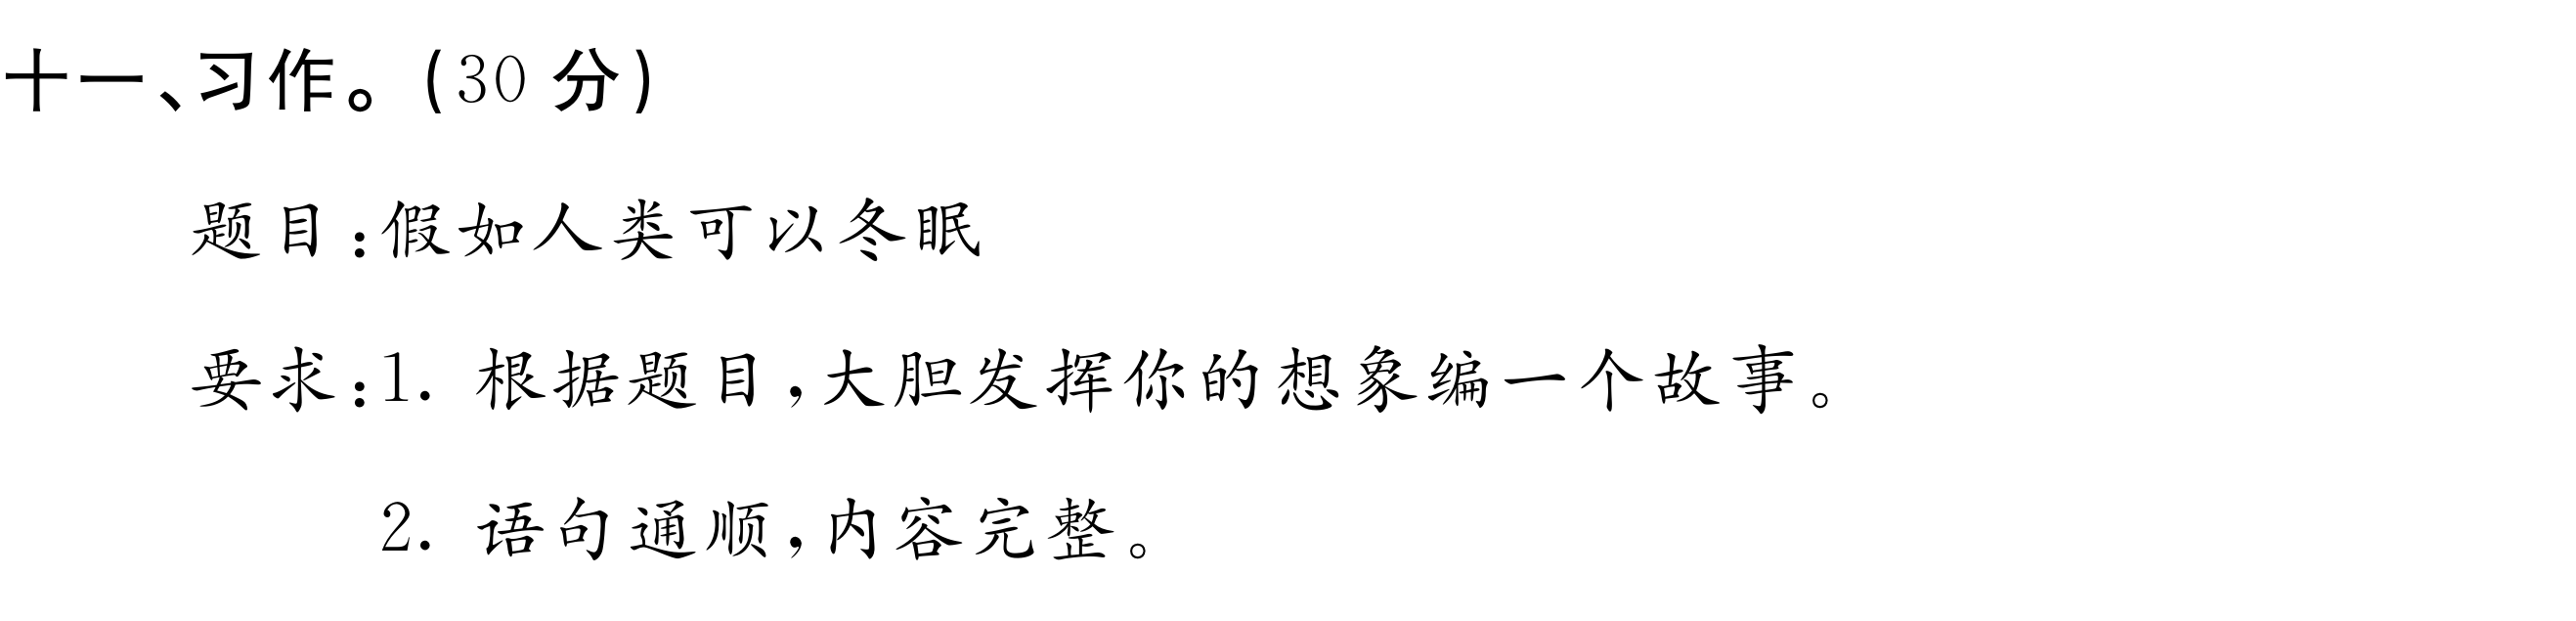 十一、习作。(30 分)
题目:假如人类可以冬眠
要求:1. 根据题目,大胆发挥你的想象编一个故事。
2. 语句通顺,内容完整。